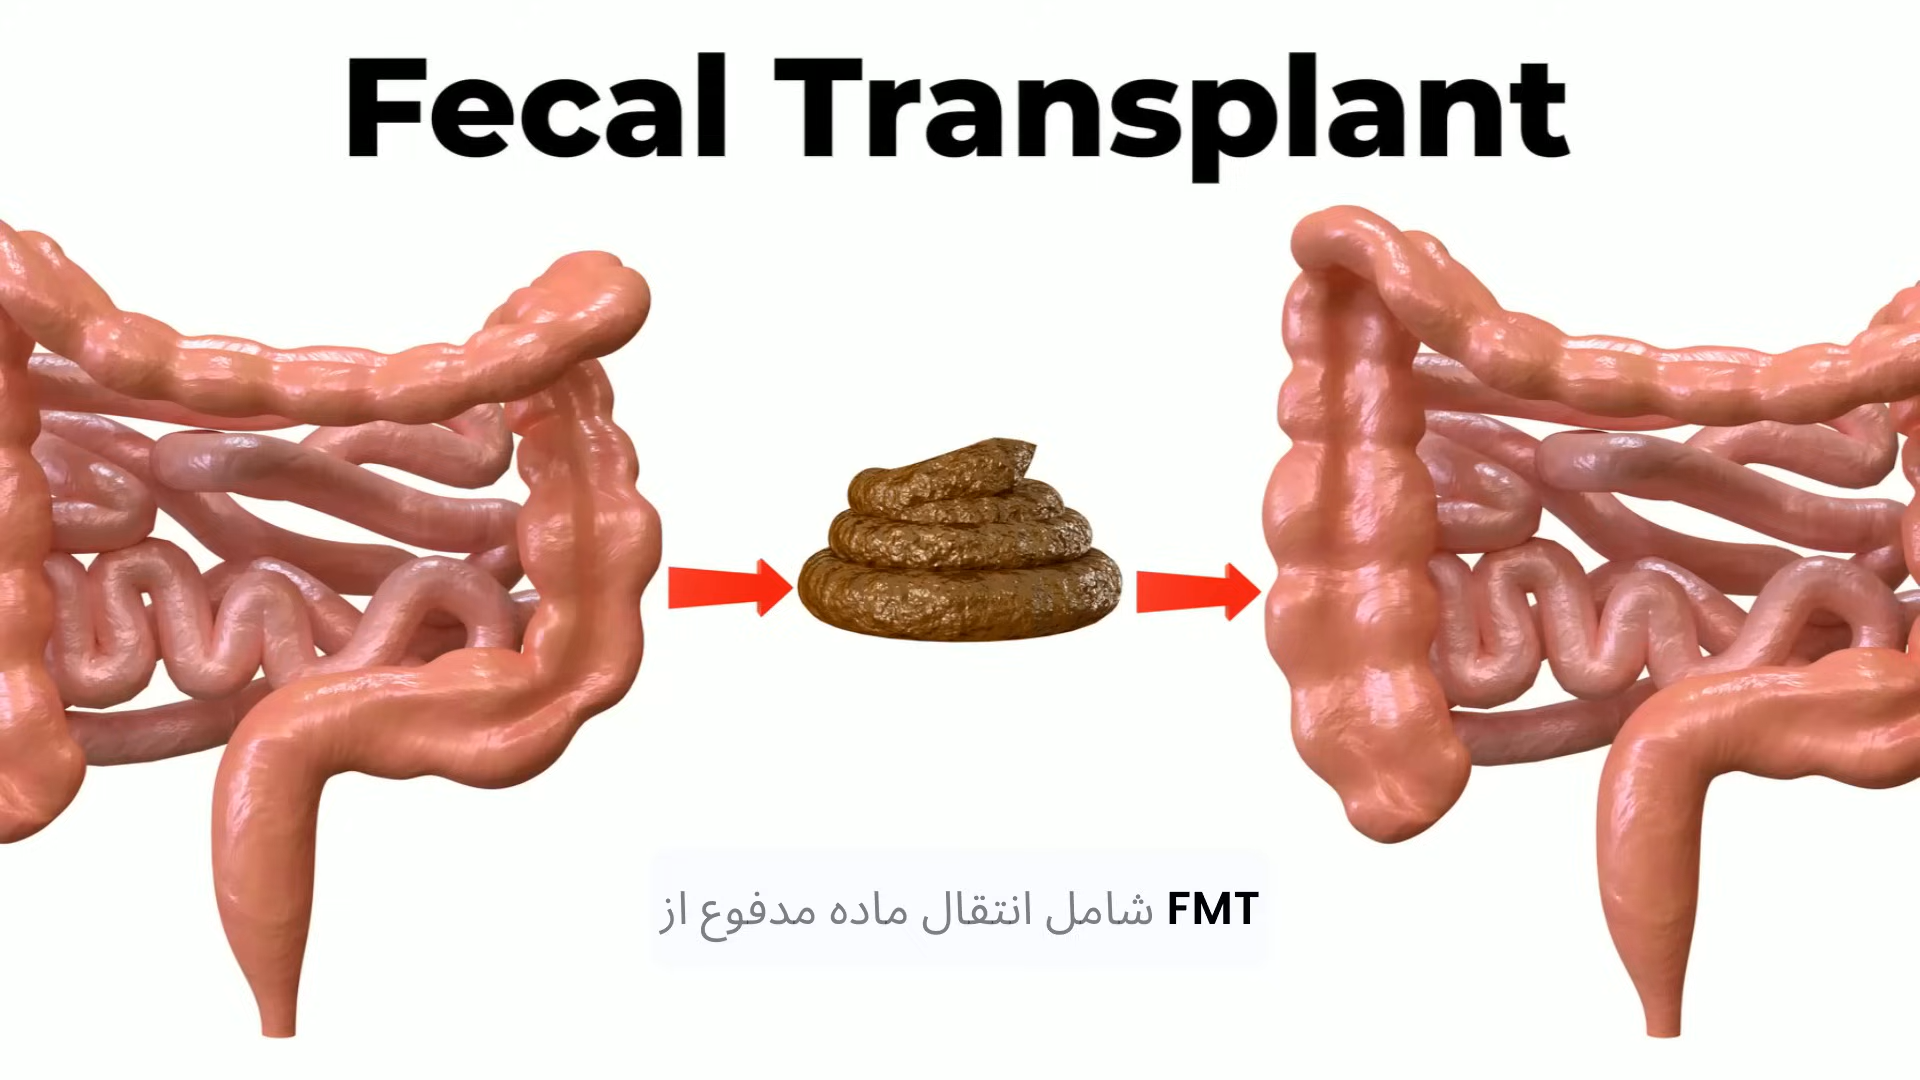 Fecal Transplant
FMT شامل انتقال ماده مدفوع از